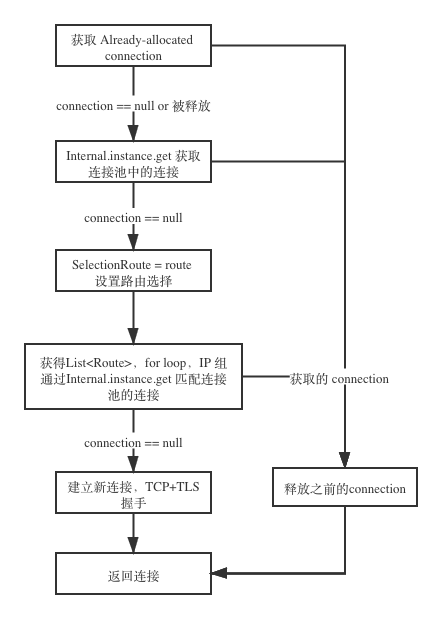 获取 Already-allocated
connection
connection == null or 被释放
Internal.instance.get 获取
连接池中的连接
connection == null
SelectionRoute = route
设置路由选择
获得List<Route>，for loop，IP 组
通过Internal.instance.get 匹配连接
池的连接
获取的 connection
connection == null
建立新连接，TCP+TLS
握手
释放之前的connection
返回连接